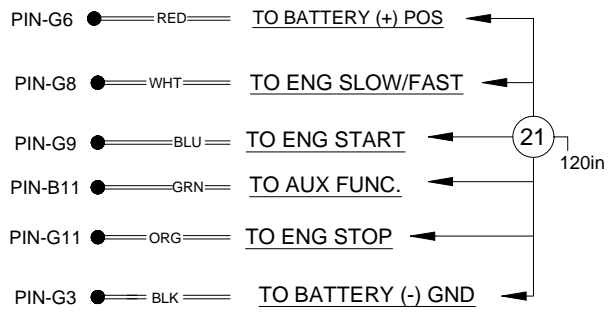 PIN-G6 RED TO BATTERY (+) POS
PIN-G8 WHT TO ENG SLOW/FAST
PIN-G9 BLU TO ENG START
21
120in
PIN-B11 GRN TO AUX FUNC.
PIN-G11 ORG TO ENG STOP
PIN-G3 BLK TO BATTERY (-) GND